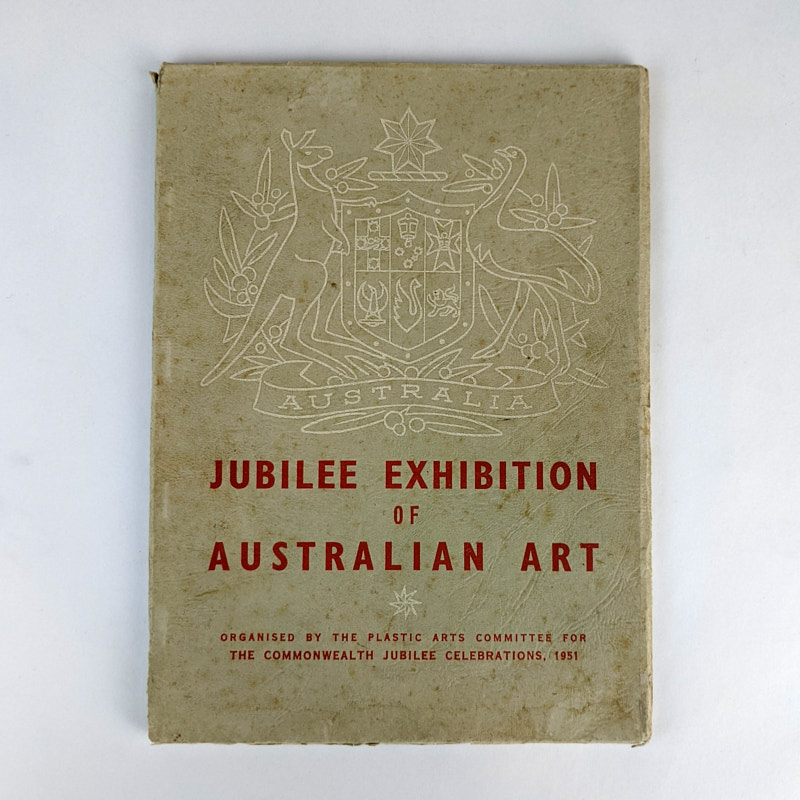 AUSTRALIA
JUBILEE EXHIBITION
OF
AUSTRALIAN ART
ORGANISED BY THE PLASTIC ARTS COMMITTEE FOR
THE COMMONWEALTH JUBILEE CELEBRATIONS, 1951